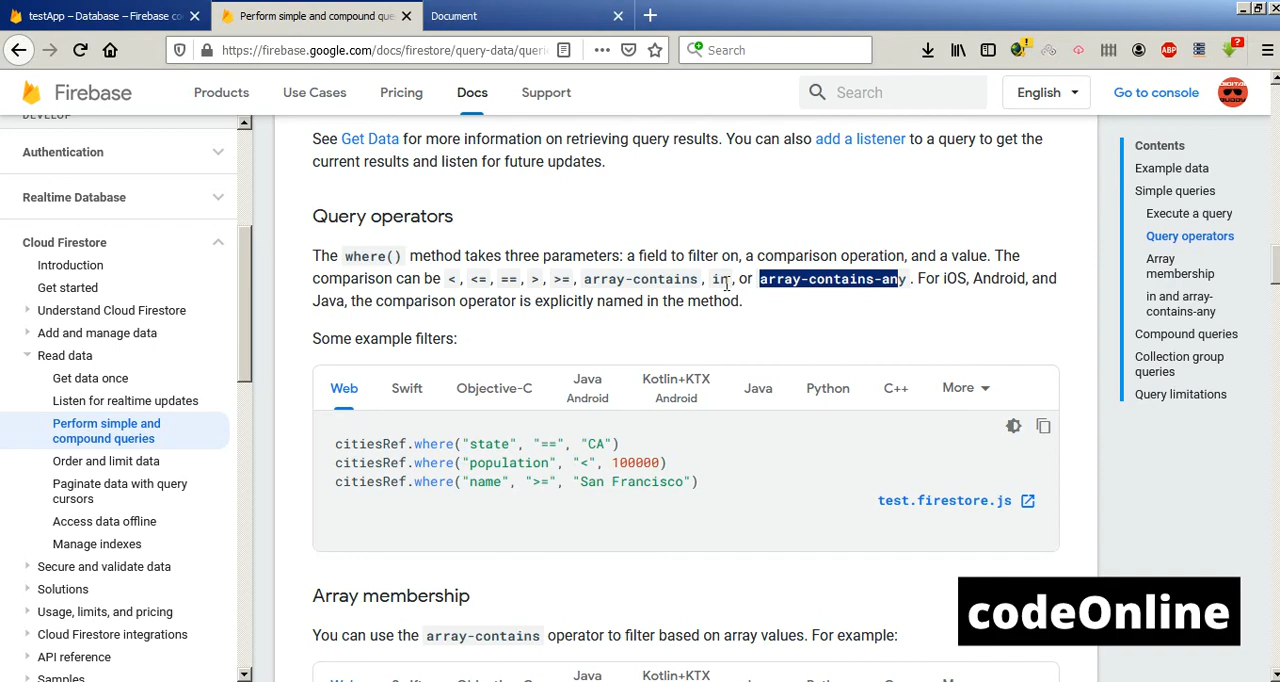 testApp – Database – Firebase co
Perform simple and compound que
Document
https://firebase.google.com/docs/firestore/query-data/queri
Search
ABP
Firebase
Products
Use Cases
Pricing
Docs
Support
Search
English
Go to console
DEVELOP
Authentication
Realtime Database
Cloud Firestore
Introduction
Get started
Understand Cloud Firestore
Add and manage data
Read data
Get data once
Listen for realtime updates
Perform simple and
compound queries
Order and limit data
Paginate data with query
cursors
Access data offline
Manage indexes
Secure and validate data
Solutions
Usage, limits, and pricing
Cloud Firestore integrations
API reference
Samples
See Get Data for more information on retrieving query results. You can also add a listener to a query to get the
current results and listen for future updates.
Query operators
The where() method takes three parameters: a field to filter on, a comparison operation, and a value. The
comparison can be <, <=, ==, >, >=, array-contains, in, or array-contains-any. For iOS, Android, and
Java, the comparison operator is explicitly named in the method.
Some example filters:
Web
Swift
Objective-C
Java
Android
Kotlin+KTX
Android
Java
Python
C++
More
citiesRef.where("state", "==", "CA")
citiesRef.where("population", "<", 100000)
citiesRef.where("name", ">=", "San Francisco")
test.firestore.js
Array membership
You can use the array-contains operator to filter based on array values. For example:
Java
Kotlin+KTX
Contents
Example data
Simple queries
Execute a query
Query operators
Array
membership
in and array-
contains-any
Compound queries
Collection group
queries
Query limitations
codeOnline